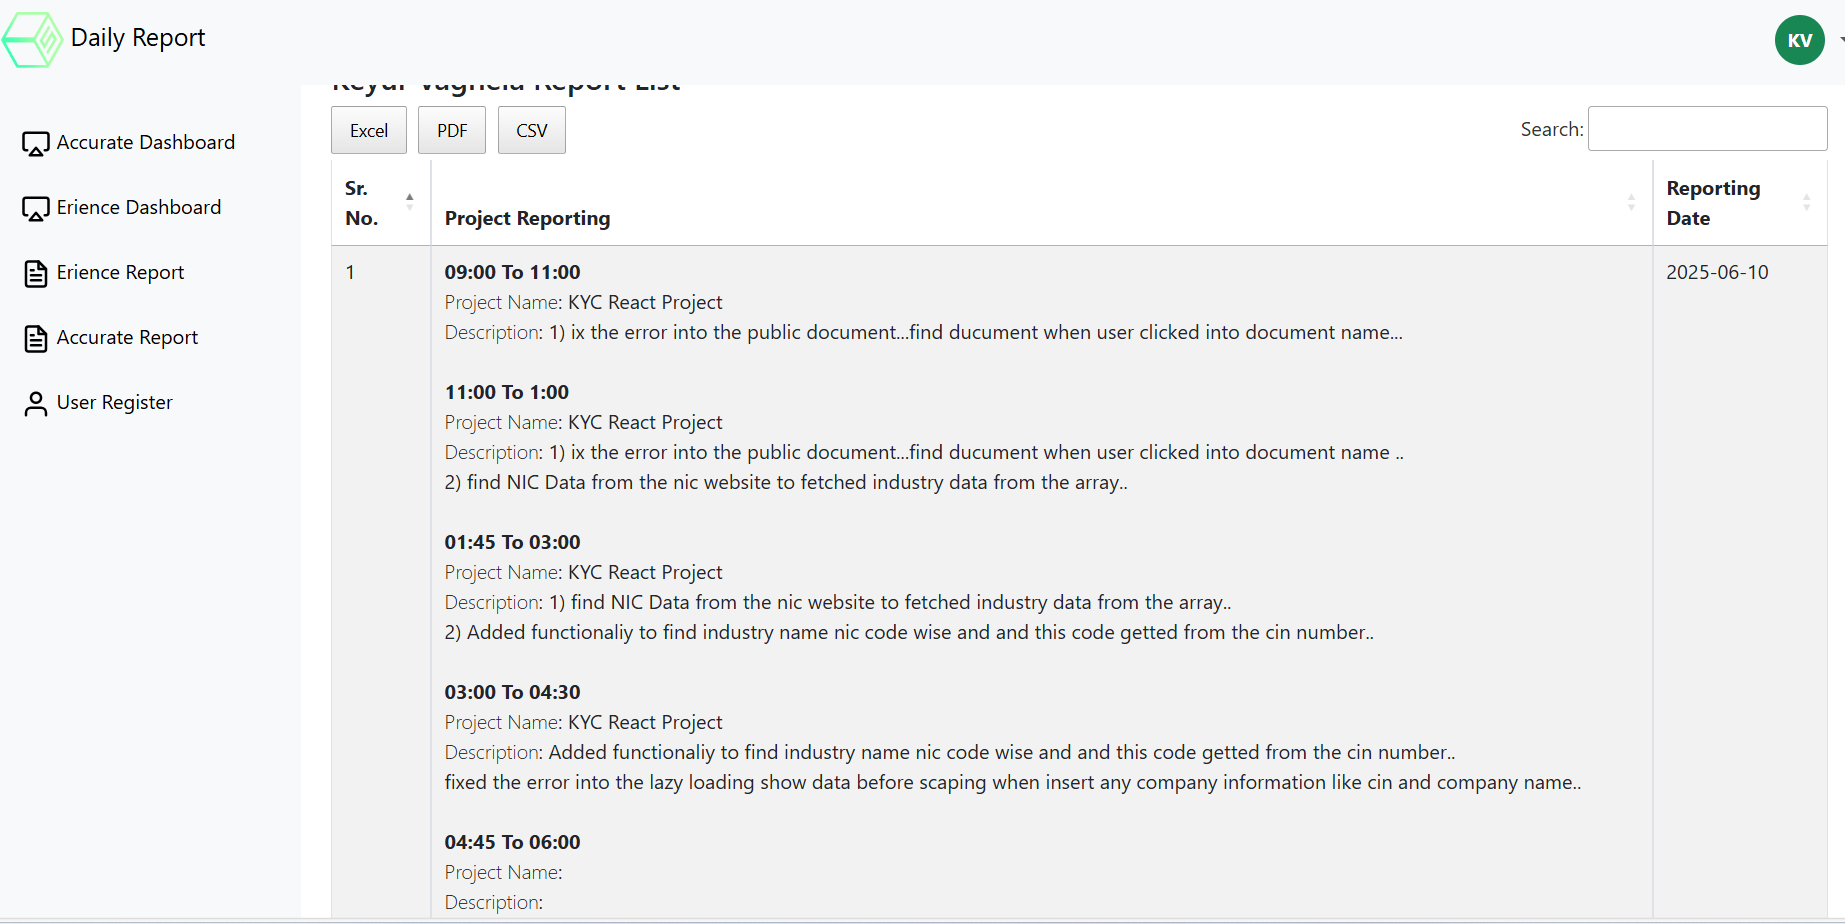 Daily Report
KV
Accurate Dashboard
Erience Dashboard
Erience Report
Accurate Report
User Register
Keyur Vaghela Report List
Excel
PDF
CSV
Search:
Sr. No.
Project Reporting
Reporting Date
1
09:00 To 11:00
Project Name: KYC React Project
Description: 1) ix the error into the public document...find ducument when user clicked into document name...
11:00 To 1:00
Project Name: KYC React Project
Description: 1) ix the error into the public document...find ducument when user clicked into document name ..
2) find NIC Data from the nic website to fetched industry data from the array..
01:45 To 03:00
Project Name: KYC React Project
Description: 1) find NIC Data from the nic website to fetched industry data from the array..
2) Added functionaliy to find industry name nic code wise and and this code getted from the cin number..
03:00 To 04:30
Project Name: KYC React Project
Description: Added functionaliy to find industry name nic code wise and and this code getted from the cin number..
fixed the error into the lazy loading show data before scaping when insert any company information like cin and company name..
04:45 To 06:00
Project Name:
Description:
2025-06-10